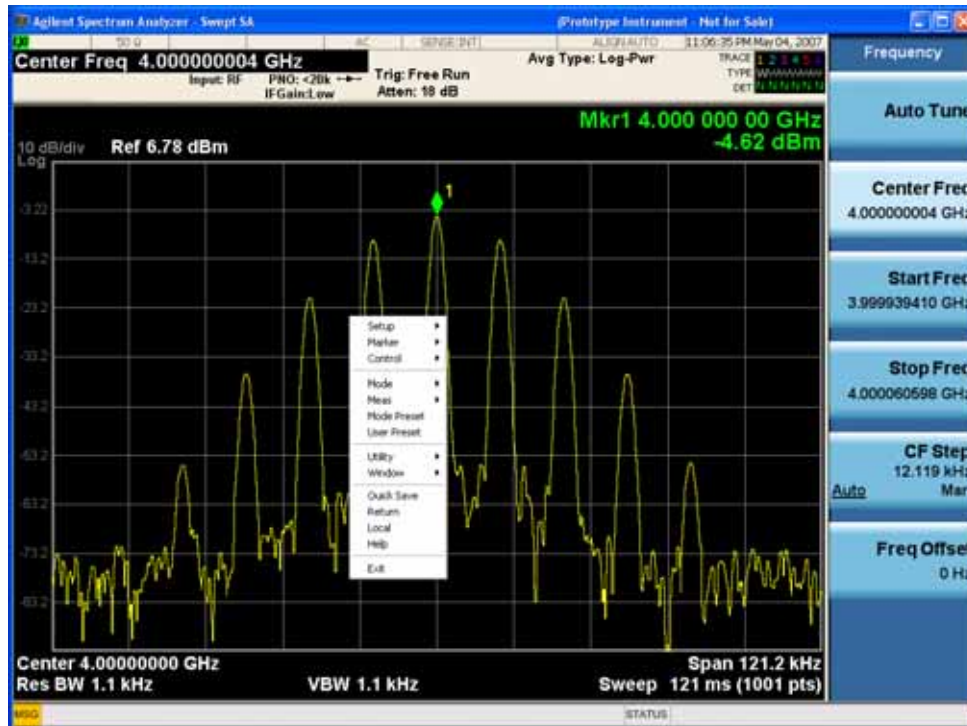 Agilent Spectrum Analyzer - Swept SA
(Prototype Instrument - Not for Sale)
50 Ω AC SENSE:INT ALIGN AUTO 11:06:35 PM May 04, 2007
Center Freq 4.000000004 GHz
Input: RF PNO: <20k
IFGain:Low
Trig: Free Run
Atten: 18 dB
Avg Type: Log-Pwr
TRACE 1 2 3 4 5 6
TYPE
DET N N N N N N
Mkr1 4.000 000 00 GHz
-4.62 dBm
10 dB/div
Log
Ref 6.78 dBm
1
-3.22
-13.2
-23.2
-33.2
-43.2
-53.2
-63.2
-73.2
-83.2
Setup
Marker
Control
Mode
Meas
Mode Preset
User Preset
Utility
Window
Quick Save
Return
Local
Help
Exit
Center 4.00000000 GHz
Res BW 1.1 kHz
VBW 1.1 kHz
Span 121.2 kHz
Sweep 121 ms (1001 pts)
MSG
STATUS
Frequency
Auto Tune
Center Freq
4.000000004 GHz
Start Freq
3.999939410 GHz
Stop Freq
4.000060598 GHz
CF Step
12.119 kHz
Auto Man
Freq Offset
0 Hz